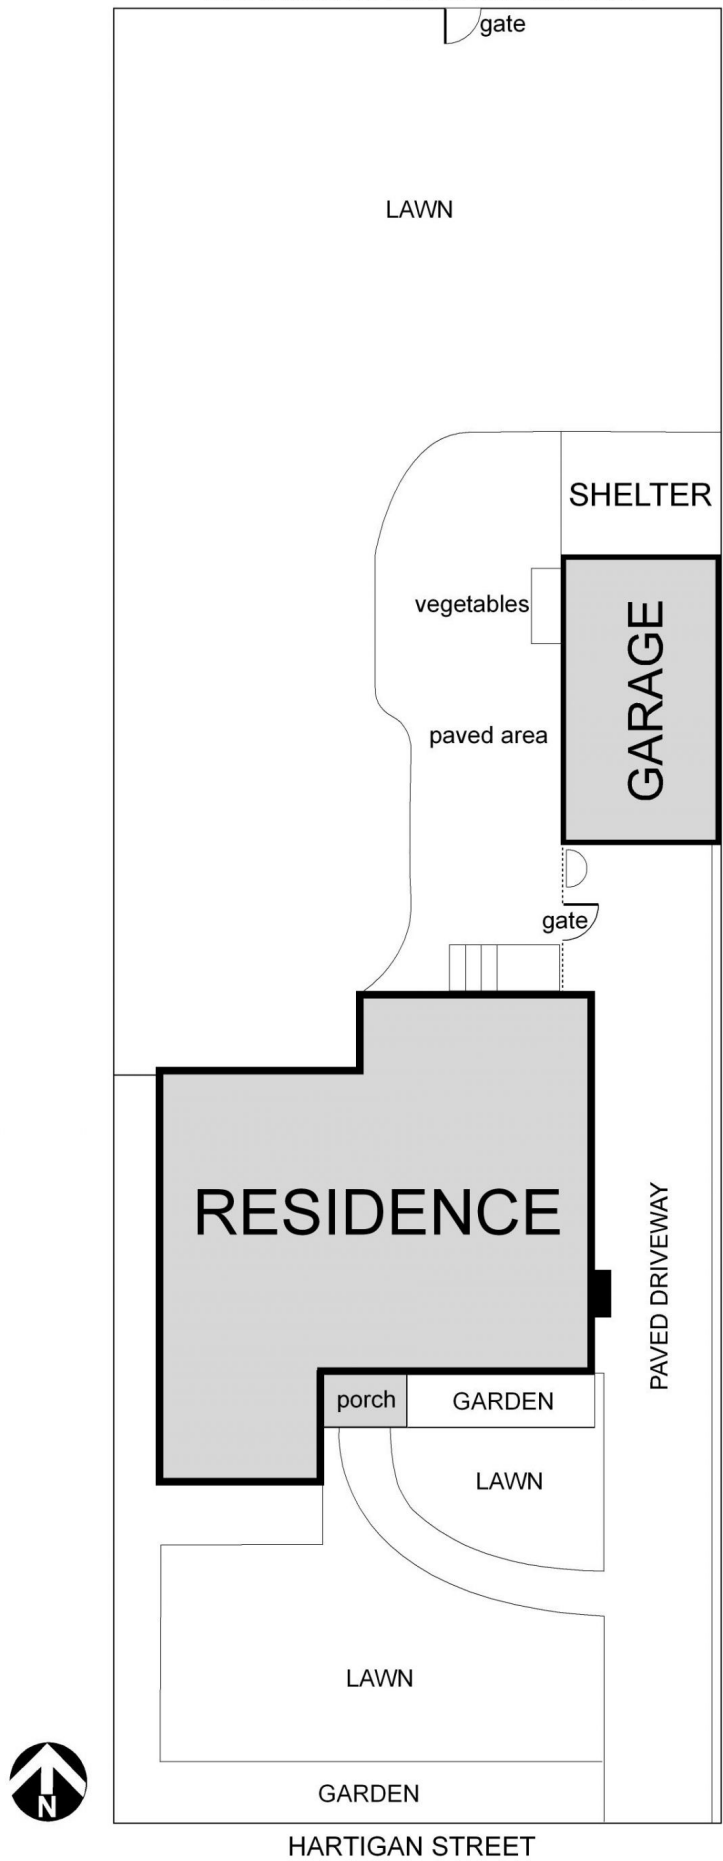 gate
LAWN
SHELTER
vegetables
GARAGE
paved area
gate
RESIDENCE
PAVED DRIVEWAY
porch
GARDEN
LAWN
LAWN
N
GARDEN
HARTIGAN STREET